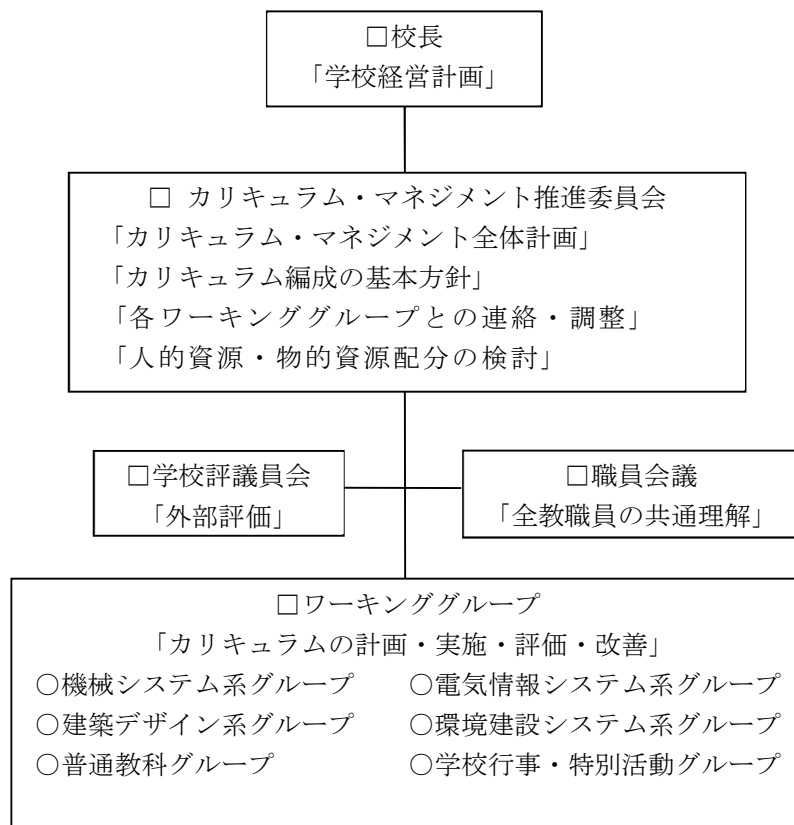 □校長
「学校経営計画」
□ カリキュラム・マネジメント推進委員会
「カリキュラム・マネジメント全体計画」
「カリキュラム編成の基本方針」
「各ワーキンググループとの連絡・調整」
「人的資源・物的資源配分の検討」
□学校評議員会
「外部評価」
□職員会議
「全教職員の共通理解」
□ワーキンググループ
「カリキュラムの計画・実施・評価・改善」
○機械システム系グループ ○電気情報システム系グループ
○建築デザイン系グループ ○環境建設システム系グループ
○普通教科グループ ○学校行事・特別活動グループ